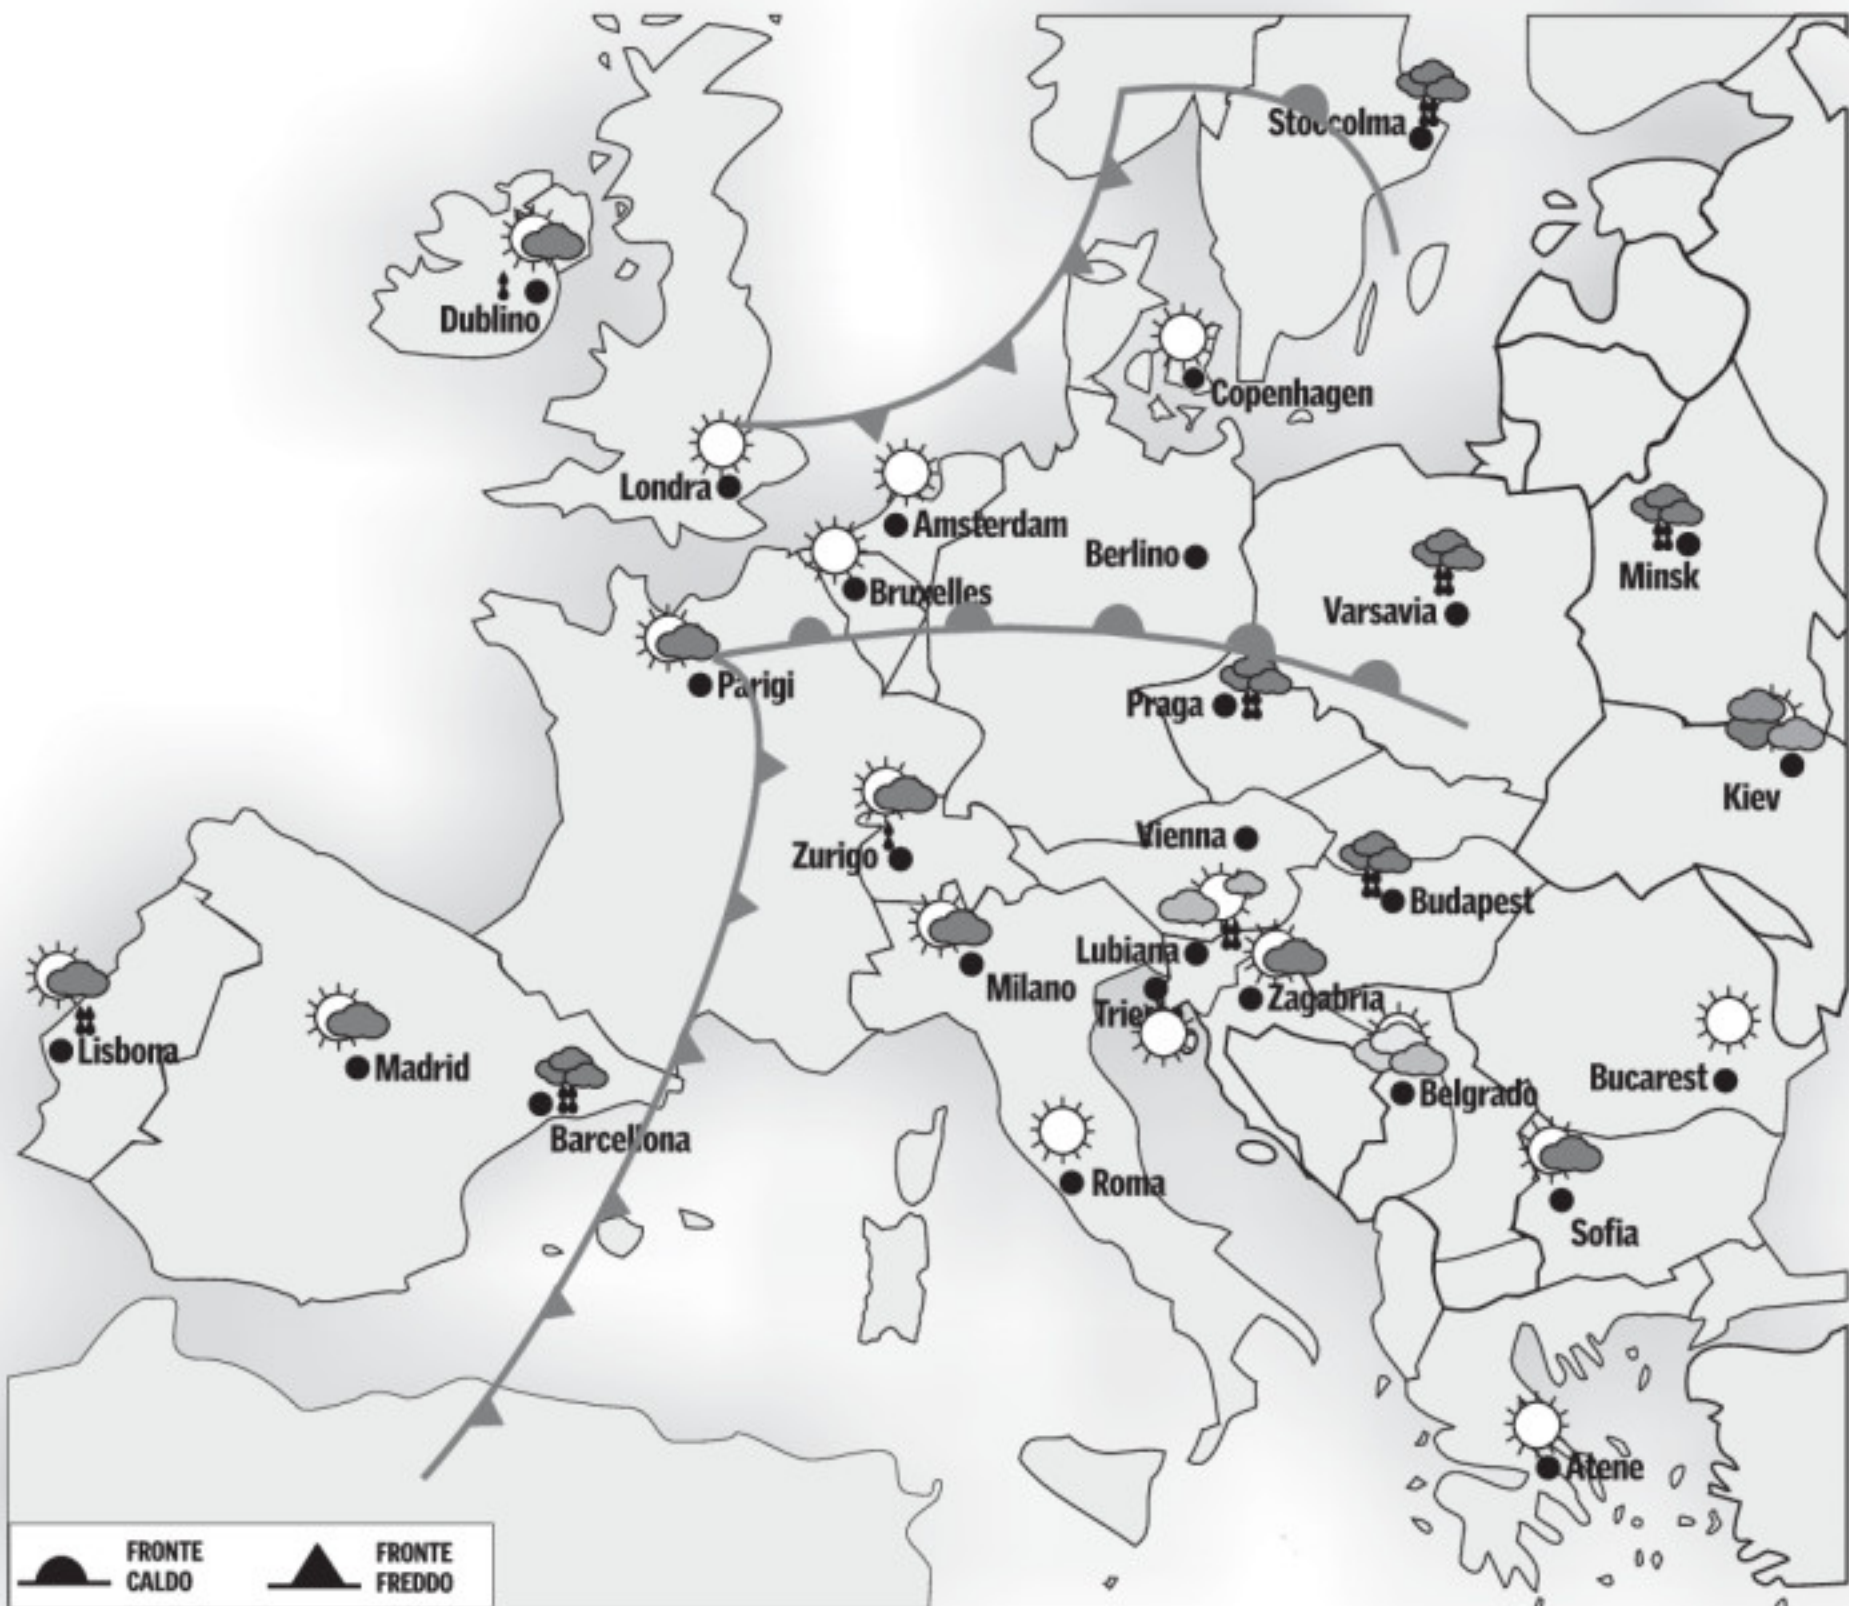 Stoccolma
Dublino
Copenhagen
Londra
Amsterdam
Berlino
Bruxelles
Minsk
Varsavia
Parigi
Praga
Kiev
Vienna
Zurigo
Budapest
Lubiana
Milano
Zagabria
Lisbona
Madrid
Bucarest
Belgrado
Barcellona
Roma
Sofia
Atene
FRONTE
CALDO
FRONTE
FREDDO